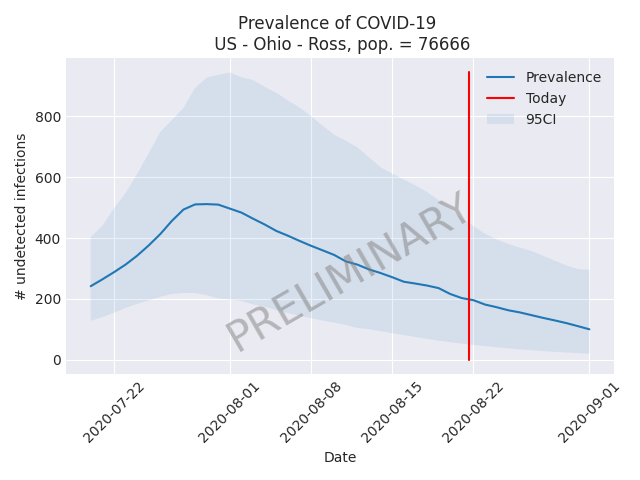 Prevalence of COVID-19
US - Ohio - Ross, pop. = 76666
Prevalence
Today
95CI
# undetected infections
800
600
400
200
0
PRELIMINARY
2020-07-22
2020-08-01
2020-08-08
2020-08-15
2020-08-22
2020-09-01
Date